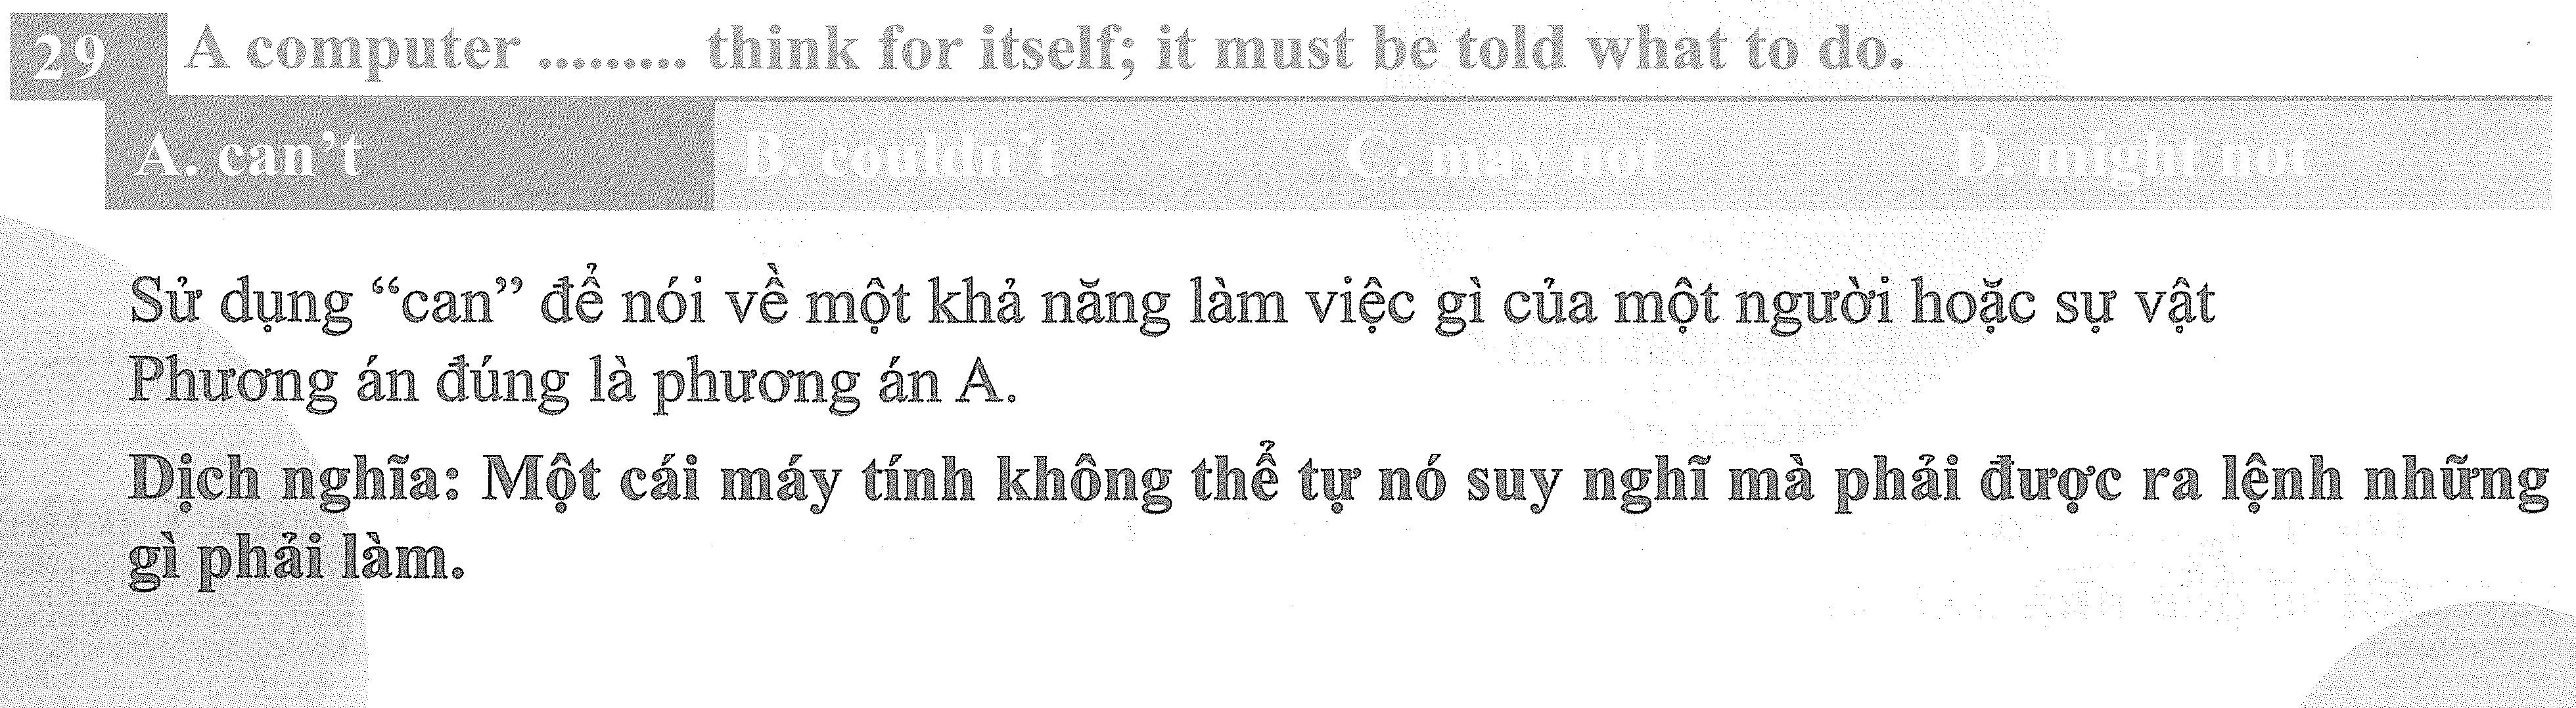 29 A computer ......... think for itself; it must be told what to do.
A. can't B. couldn't C. may not D. might not
Sử dụng “can” để nói về một khả năng làm việc gì của một người hoặc sự vật
Phương án đúng là phương án A.
Dịch nghĩa: Một cái máy tính không thể tự nó suy nghĩ mà phải được ra lệnh những
gì phải làm.